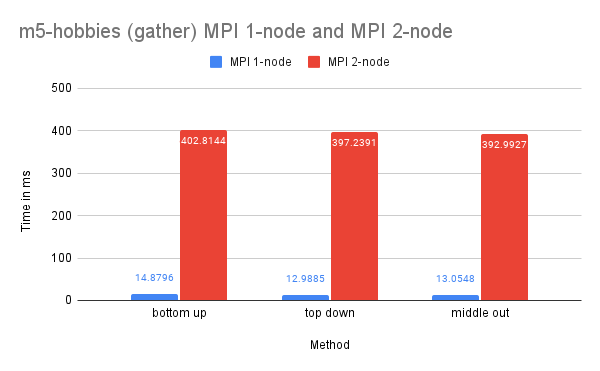 m5-hobbies (gather) MPI 1-node and MPI 2-node
MPI 1-node MPI 2-node
500
400
300
200
100
0
Time in ms
402.8144
397.2391
392.9927
14.8796
12.9885
13.0548
bottom up
top down
middle out
Method